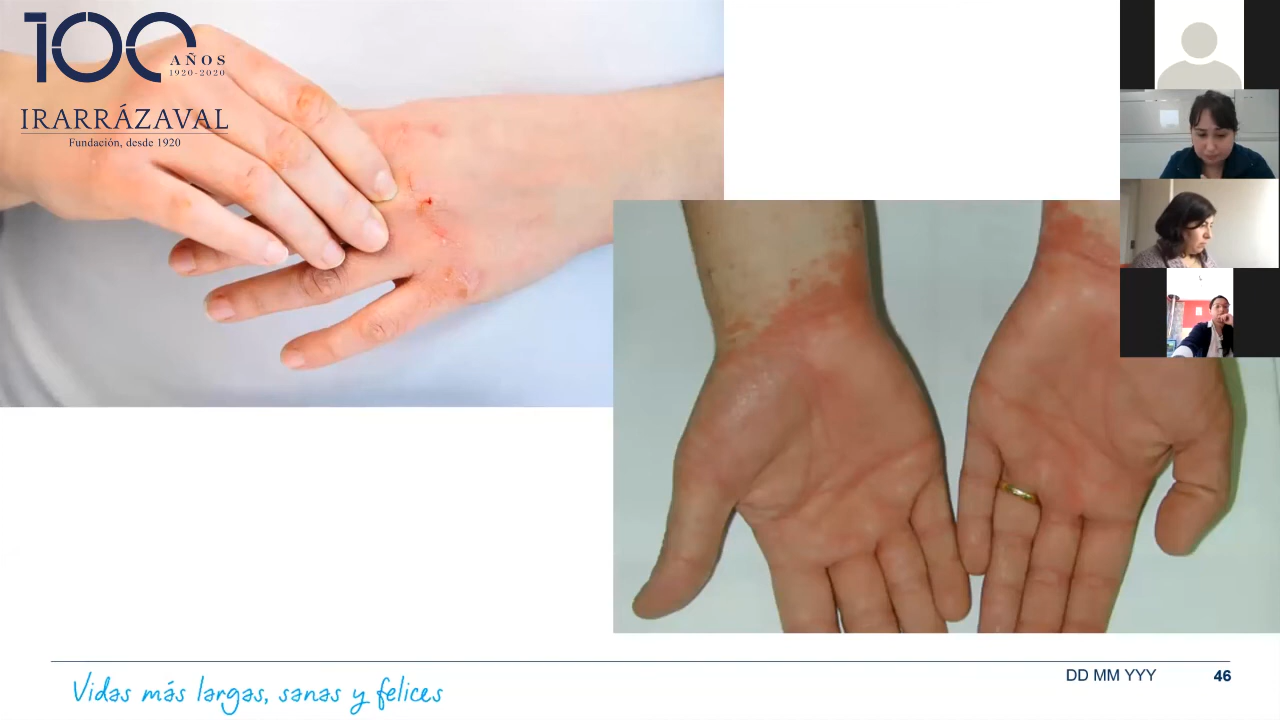 100
AÑOS
1920-2020
IRARRÁZAVAL
Fundación, desde 1920
Vidas más largas, sanas y felices
DD MM YYY
46